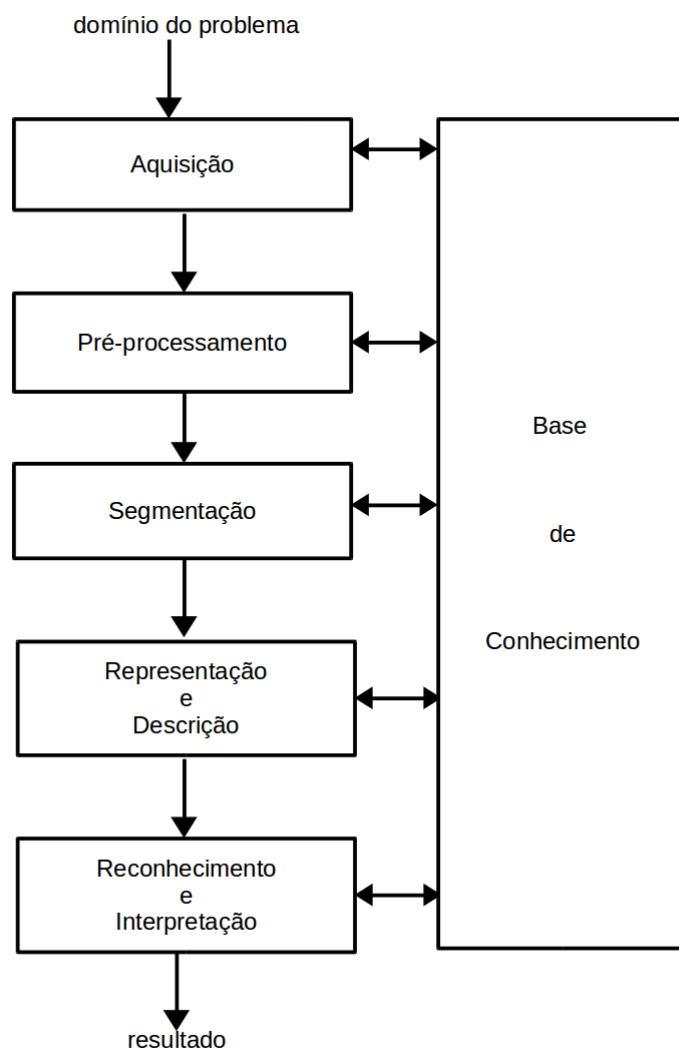 domínio do problema
Aquisição
Pré-processamento
Segmentação
Representação
e
Descrição
Reconhecimento
e
Interpretação
resultado
Base
de
Conhecimento